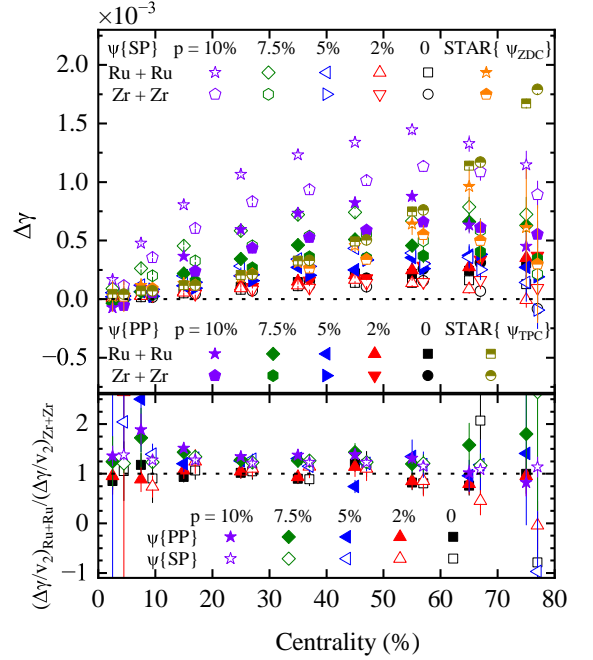 ×10⁻³
ψ{SP} p = 10% 7.5% 5% 2% 0 STAR{ ψ_ZDC}
2.0
Ru + Ru
Zr + Zr
1.5
1.0
Δγ
0.5
0.0
ψ{PP} p = 10% 7.5% 5% 2% 0 STAR{ ψ_TPC}
Ru + Ru
−0.5
Zr + Zr
(Δγ/v₂)_Ru+Ru/(Δγ/v₂)_Zr+Zr
2
1
0
p = 10% 7.5% 5% 2% 0
ψ{PP}
ψ{SP}
−1
0 10 20 30 40 50 60 70 80
Centrality (%)